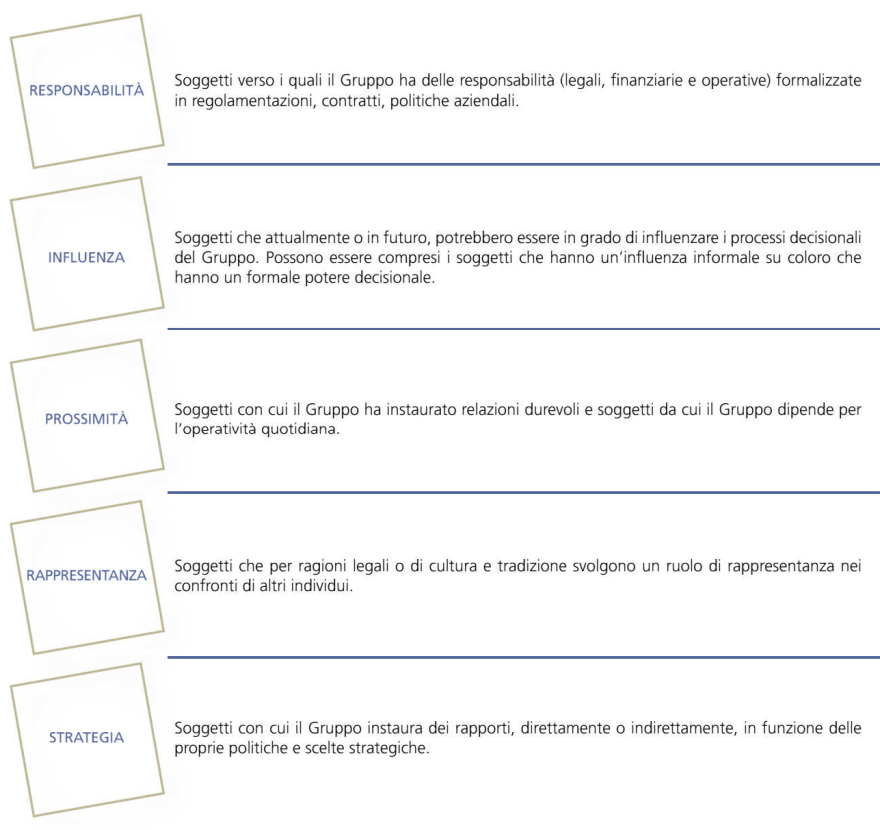 RESPONSABILITÀ
Soggetti verso i quali il Gruppo ha delle responsabilità (legali, finanziarie e operative) formalizzate
in regolamentazioni, contratti, politiche aziendali.
INFLUENZA
Soggetti che attualmente o in futuro, potrebbero essere in grado di influenzare i processi decisionali
del Gruppo. Possono essere compresi i soggetti che hanno un'influenza informale su coloro che
hanno un formale potere decisionale.
PROSSIMITÀ
Soggetti con cui il Gruppo ha instaurato relazioni durevoli e soggetti da cui il Gruppo dipende per
l'operatività quotidiana.
RAPPRESENTANZA
Soggetti che per ragioni legali o di cultura e tradizione svolgono un ruolo di rappresentanza nei
confronti di altri individui.
STRATEGIA
Soggetti con cui il Gruppo instaura dei rapporti, direttamente o indirettamente, in funzione delle
proprie politiche e scelte strategiche.